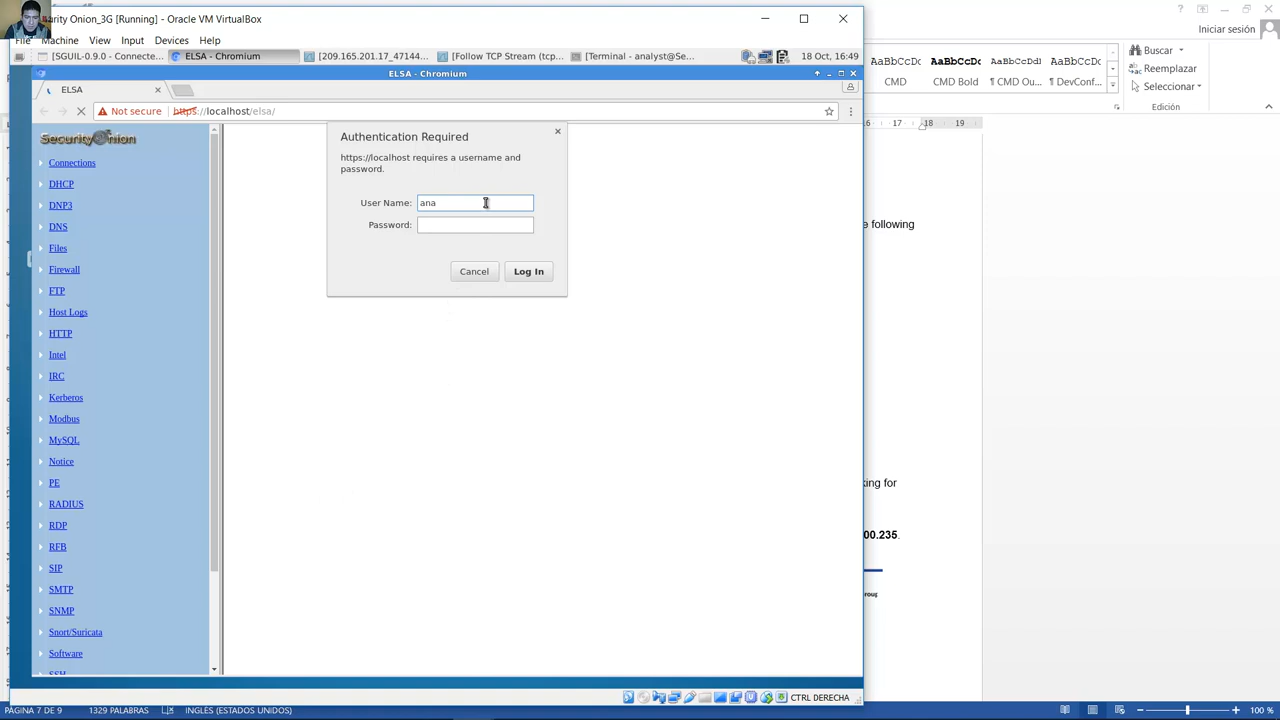 urity Onion_3G [Running] - Oracle VM VirtualBox
File Machine View Input Devices Help
[SGUIL-0.9.0 - Connecte... ELSA - Chromium [209.165.201.17_47144... [Follow TCP Stream (tcp... [Terminal - analyst@Se... 18 Oct, 16:49
ELSA - Chromium
ELSA
Not secure https://localhost/elsa/
SecurityOnion
Connections
DHCP
DNP3
DNS
Files
Firewall
FTP
Host Logs
HTTP
Intel
IRC
Kerberos
Modbus
MySQL
Notice
PE
RADIUS
RDP
RFB
SIP
SMTP
SNMP
Snort/Suricata
Software
SSH
Authentication Required
https://localhost requires a username and
password.
User Name: ana
Password:
Cancel Log In
CTRL DERECHA
Iniciar sesión
AaBbCcDc AaBbCcDc AaBbCcDdI AaBbCcDc
CMD CMD Bold ¶ CMD Ou... ¶ DevConf...
Buscar
Reemplazar
Seleccionar
Edición
16 17 18 19
e following
king for
00.235.
group
PÁGINA 7 DE 9 1329 PALABRAS INGLÉS (ESTADOS UNIDOS) 100 %